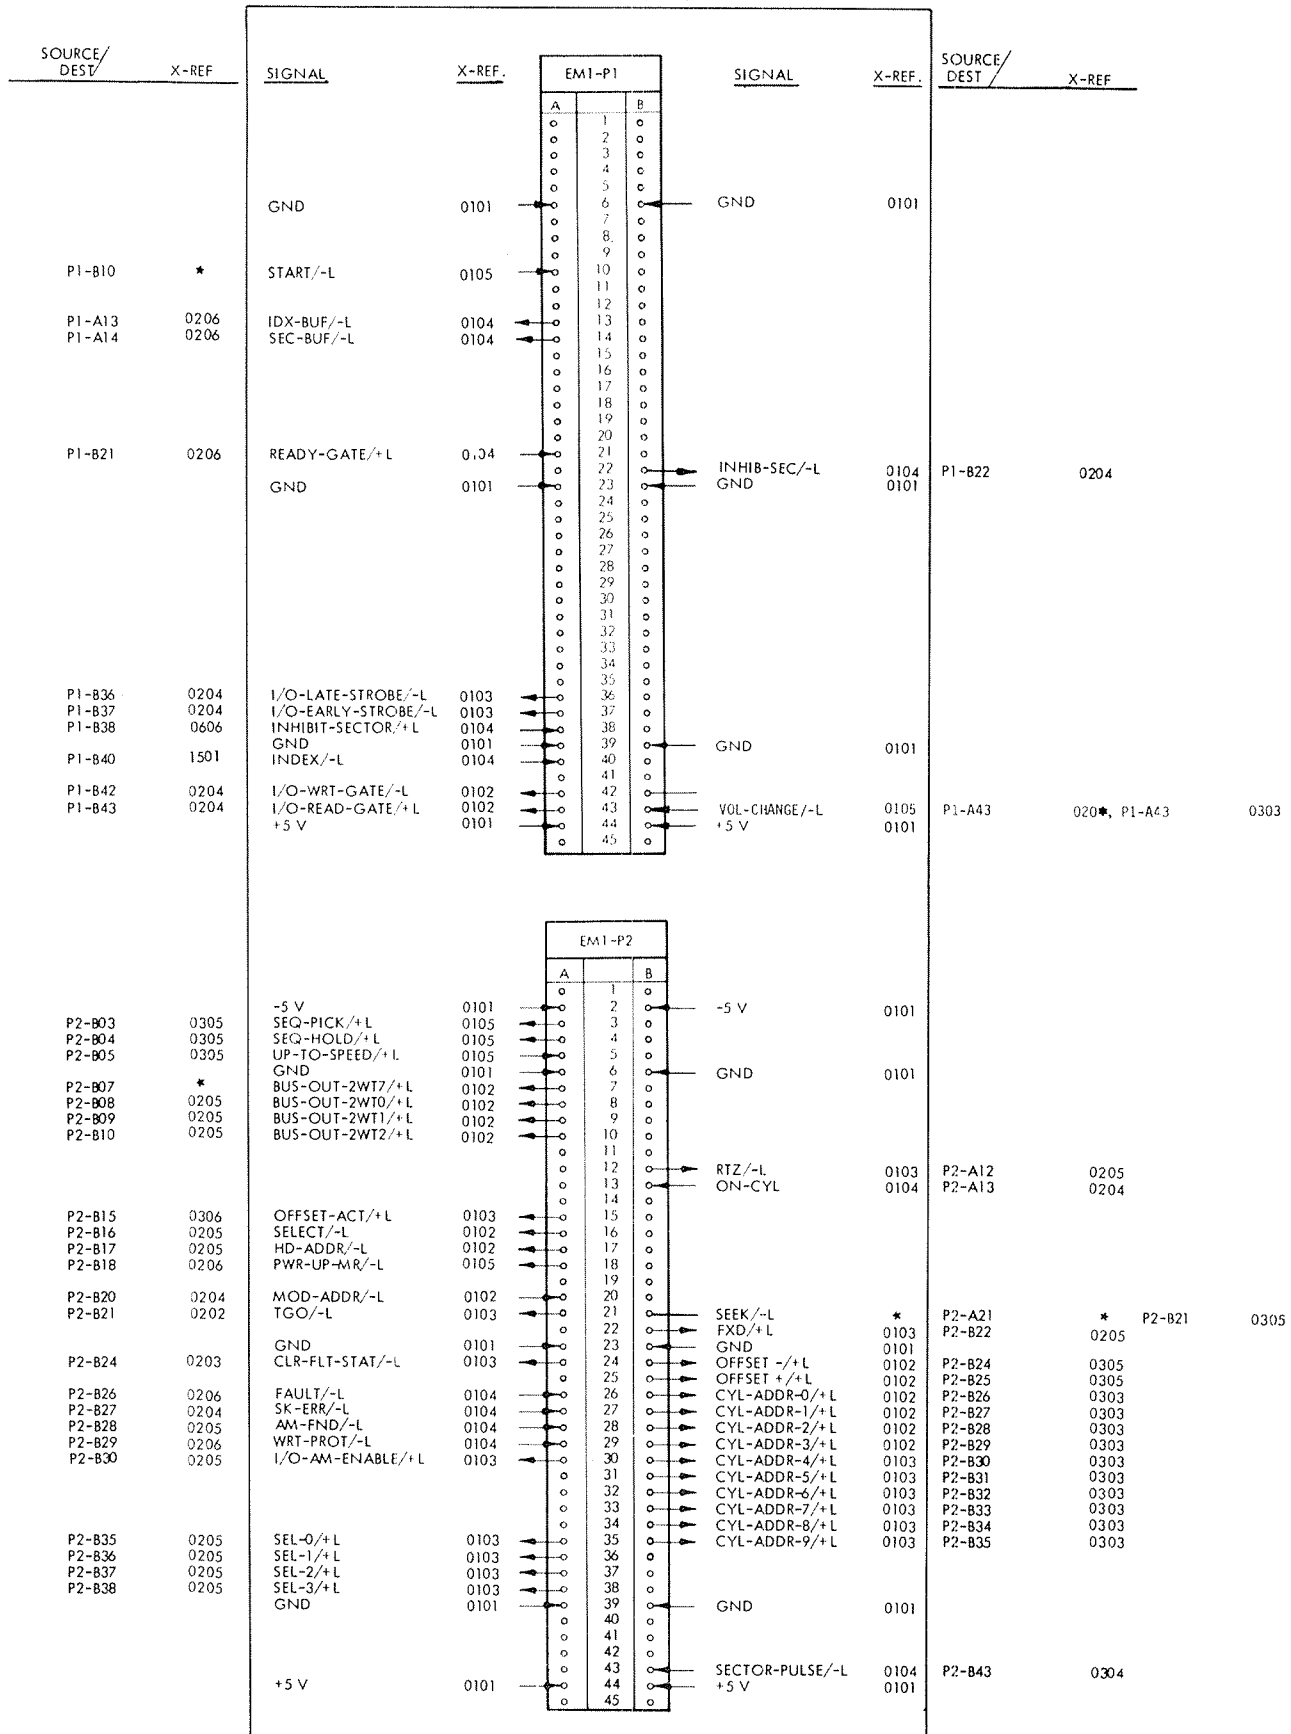 SOURCE/ DEST/ X-REF SIGNAL X-REF. EM1-P1 SIGNAL X-REF. SOURCE/ DEST / X-REF
A B
1
2
3
4
5
GND 0101 6 GND 0101
7
8
9
P1-B10 * START/-L 0105 10
11
12
P1-A13 0206 IDX-BUF/-L 0104 13
P1-A14 0206 SEC-BUF/-L 0104 14
15
16
17
18
19
20
P1-B21 0206 READY-GATE/+L 21
22 INHIB-SEC/-L 0104 P1-B22 0204
GND 0101 23 GND 0101
24
25
26
27
28
29
30
31
32
33
34
35
P1-B36 0204 I/O-LATE-STROBE/-L 0103 36
P1-B37 0204 I/O-EARLY-STROBE/-L 0103 37
P1-B38 0606 INHIBIT-SECTOR/+L 0104 38
GND 0101 39 GND 0101
P1-B40 1501 INDEX/-L 0104 40
41
P1-B42 0204 I/O-WRT-GATE/-L 0102 42
P1-B43 0204 I/O-READ-GATE/+L 0102 43 VOL-CHANGE/-L 0105 P1-A43 020*, P1-A43 0303
+5 V 0101 44 +5 V 0101
45
EM1-P2
A B
1
-5 V 0101 2 -5 V 0101
P2-B03 0305 SEQ-PICK/+L 0105 3
P2-B04 0305 SEQ-HOLD/+L 0105 4
P2-B05 0305 UP-TO-SPEED/+L 0105 5
GND 0101 6 GND 0101
P2-B07 * BUS-OUT-2WT7/+L 0102 7
P2-B08 0205 BUS-OUT-2WT0/+L 0102 8
P2-B09 0205 BUS-OUT-2WT1/+L 0102 9
P2-B10 0205 BUS-OUT-2WT2/+L 0102 10
11
12 RTZ/-L 0103 P2-A12 0205
13 ON-CYL 0104 P2-A13 0204
14
P2-B15 0306 OFFSET-ACT/+L 0103 15
P2-B16 0205 SELECT/-L 0102 16
P2-B17 0205 HD-ADDR/-L 0102 17
P2-B18 0206 PWR-UP-MR/-L 0105 18
19
P2-B20 0204 MOD-ADDR/-L 0102 20
P2-B21 0202 TGO/-L 0103 21 SEEK/-L * P2-A21 * P2-B21 0305
22 FXD/+L 0103 P2-B22 0205
GND 0101 23 GND 0101
P2-B24 0203 CLR-FLT-STAT/-L 0103 24 OFFSET -/+L 0102 P2-B24 0305
25 OFFSET +/+L 0102 P2-B25 0305
P2-B26 0206 FAULT/-L 0104 26 CYL-ADDR-0/+L 0102 P2-B26 0303
P2-B27 0204 SK-ERR/-L 0104 27 CYL-ADDR-1/+L 0102 P2-B27 0303
P2-B28 0205 AM-FND/-L 0104 28 CYL-ADDR-2/+L 0102 P2-B28 0303
P2-B29 0206 WRT-PROT/-L 0104 29 CYL-ADDR-3/+L 0102 P2-B29 0303
P2-B30 0205 I/O-AM-ENABLE/+L 0103 30 CYL-ADDR-4/+L 0103 P2-B30 0303
31 CYL-ADDR-5/+L 0103 P2-B31 0303
32 CYL-ADDR-6/+L 0103 P2-B32 0303
33 CYL-ADDR-7/+L 0103 P2-B33 0303
34 CYL-ADDR-8/+L 0103 P2-B34 0303
P2-B35 0205 SEL-0/+L 0103 35 CYL-ADDR-9/+L 0103 P2-B35 0303
P2-B36 0205 SEL-1/+L 0103 36
P2-B37 0205 SEL-2/+L 0103 37
P2-B38 0205 SEL-3/+L 0103 38
GND 0101 39 GND 0101
40
41
42
43 SECTOR-PULSE/-L 0104 P2-B43 0304
+5 V 0101 44 +5 V 0101
45